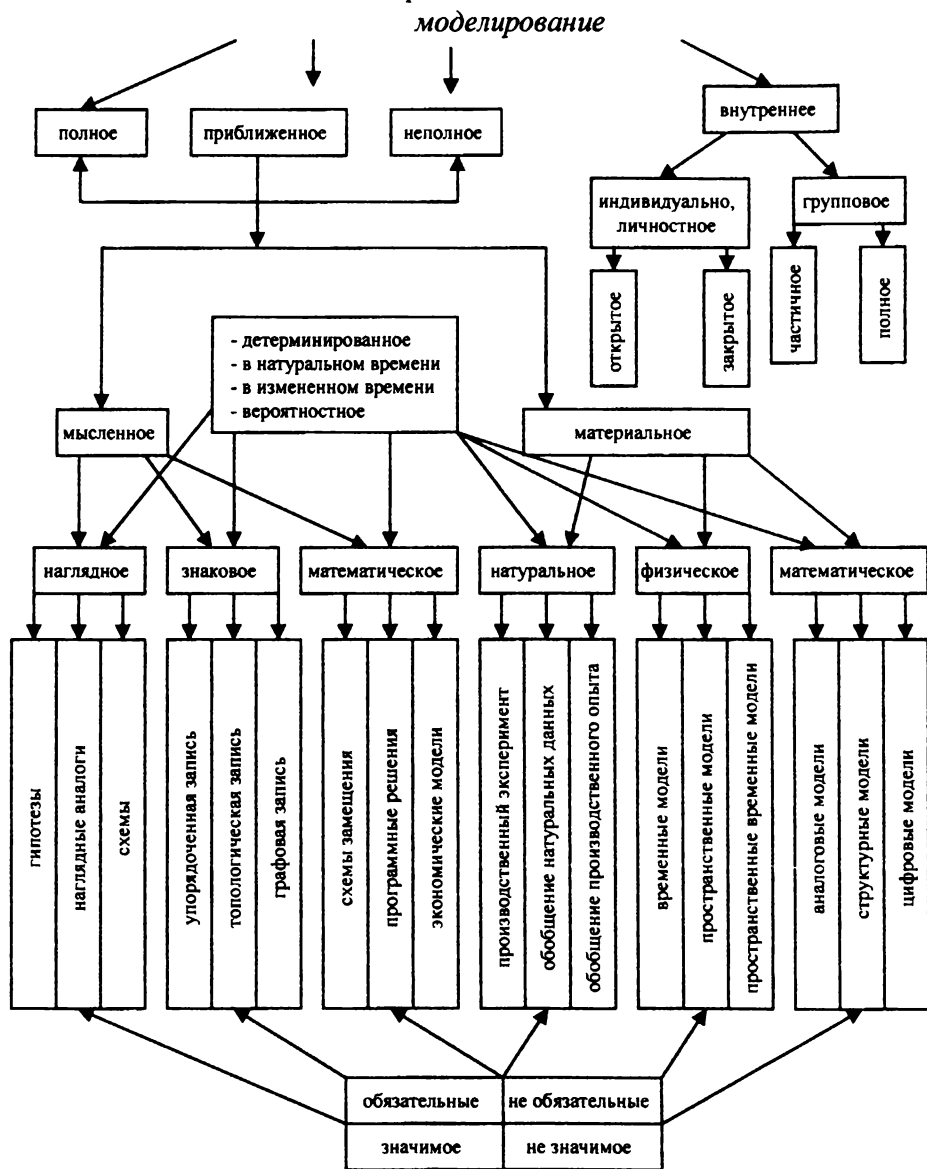 моделирование
полное
приближенное
неполное
внутреннее
индивидуально,
личностное
групповое
открытое
закрытое
частичное
полное
- детерминированное
- в натуральном времени
- в измененном времени
- вероятностное
мысленное
материальное
наглядное
знаковое
математическое
натуральное
физическое
математическое
гипотезы
наглядные аналоги
схемы
упорядоченная запись
топологическая запись
графовая запись
схемы замещения
программные решения
экономические модели
производственный эксперимент
обобщение натуральных данных
обобщение производственного опыта
временные модели
пространственные модели
пространственные временные модели
аналоговые модели
структурные модели
цифровые модели
обязательные
не обязательные
значимое
не значимое